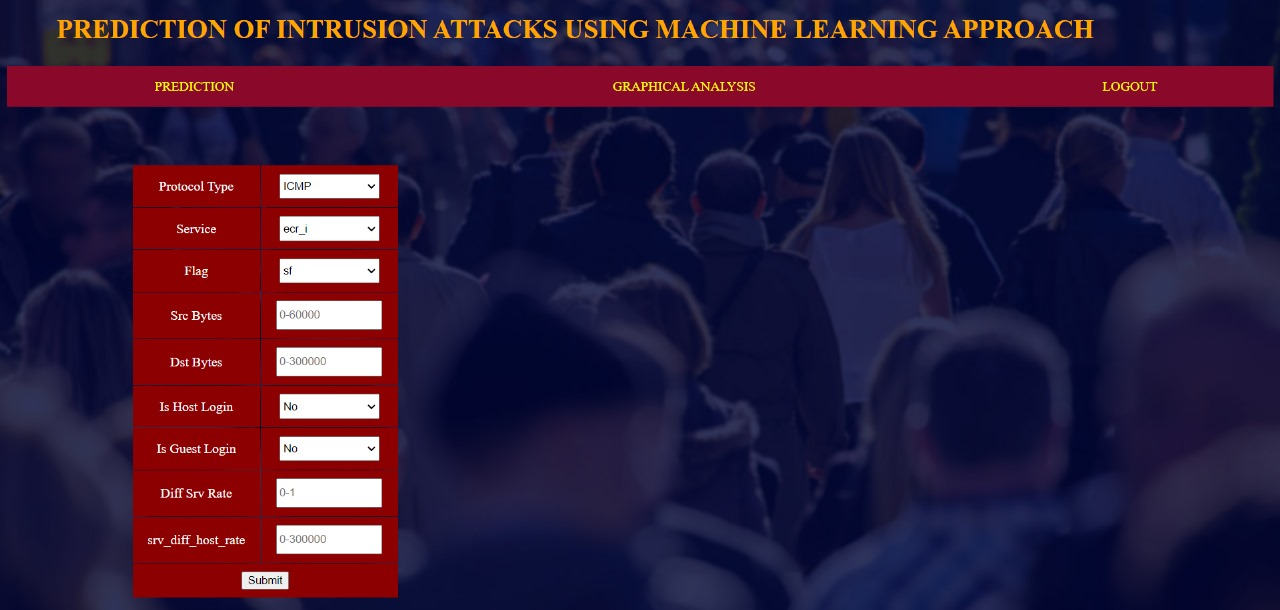 PREDICTION OF INTRUSION ATTACKS USING MACHINE LEARNING APPROACH
PREDICTION GRAPHICAL ANALYSIS LOGOUT
Protocol Type ICMP
Service ecr_i
Flag sf
Src Bytes 0-60000
Dst Bytes 0-300000
Is Host Login No
Is Guest Login No
Diff Srv Rate 0-1
srv_diff_host_rate 0-300000
Submit